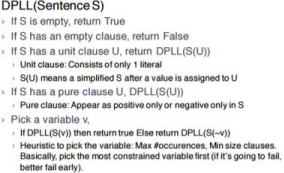 DPLL(Sentence S)
If S is empty, return True
If S has an empty clause, return False
If S has a unit clause U, return DPLL(S(U))
Unit clause: Consists of only 1 literal
S(U) means a simplified S after a value is assigned to U
If S has a pure clause U, DPLL(S(U))
Pure clause: Appear as positive only or negative only in S
Pick a variable v,
If DPLL(S(v)) then return true Else return DPLL(S(~v))
Heuristic to pick the variable: Max #occurences, Min size clauses.
Basically, pick the most constrained variable first (if it's going to fail,
better fail early).